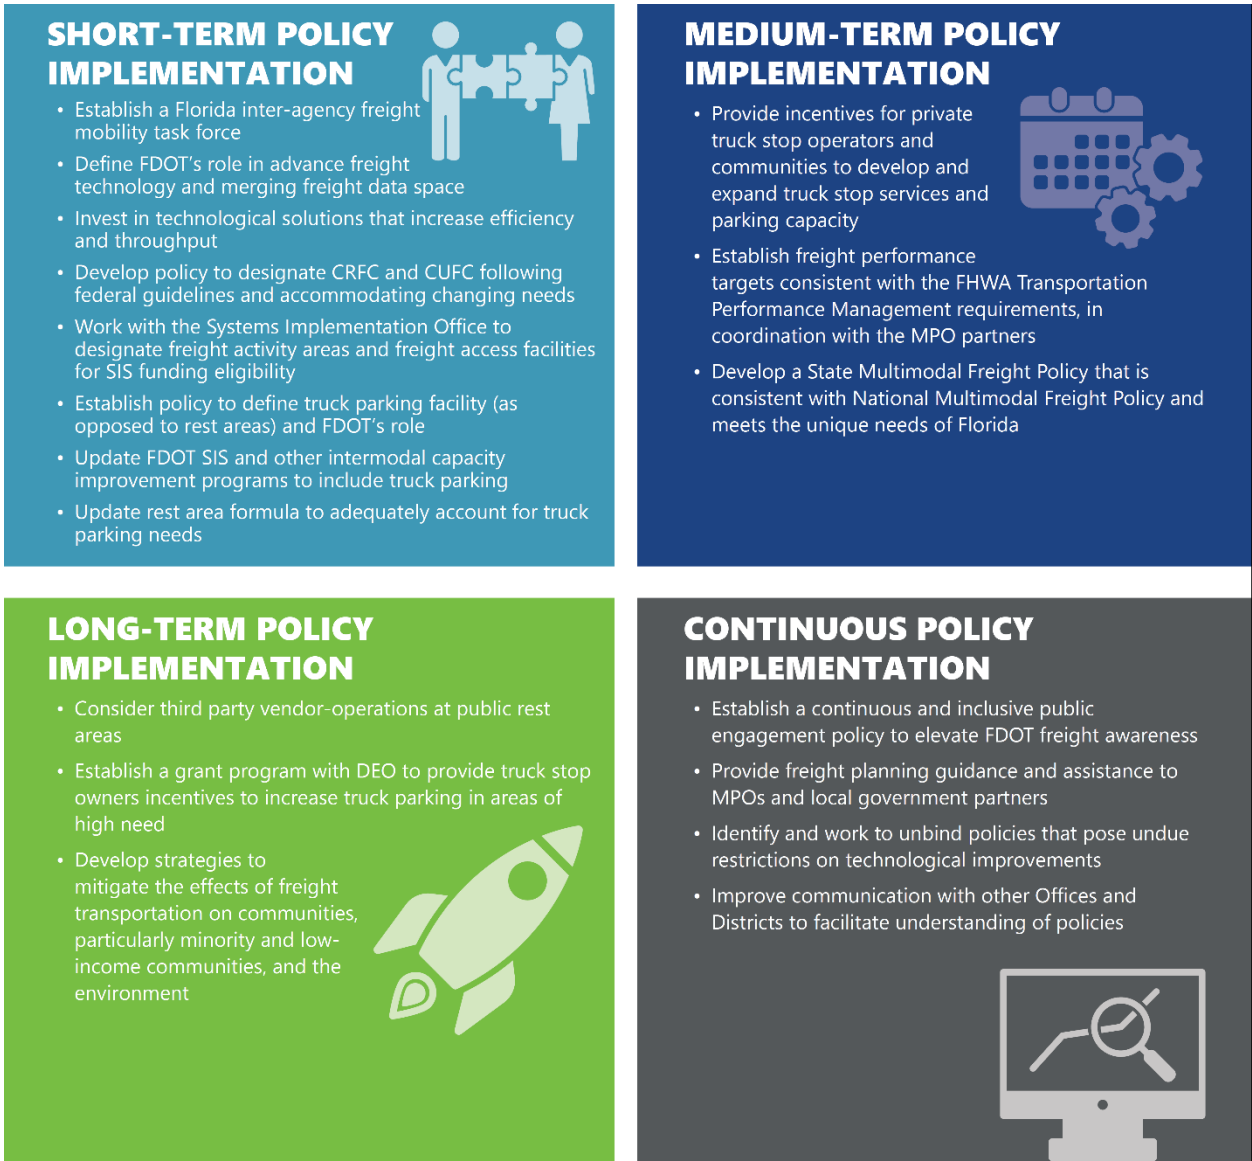 SHORT-TERM POLICY
IMPLEMENTATION
• Establish a Florida inter-agency freight
mobility task force
• Define FDOT's role in advance freight
technology and merging freight data space
• Invest in technological solutions that increase efficiency
and throughput
• Develop policy to designate CRFC and CUFC following
federal guidelines and accommodating changing needs
• Work with the Systems Implementation Office to
designate freight activity areas and freight access facilities
for SIS funding eligibility
• Establish policy to define truck parking facility (as
opposed to rest areas) and FDOT's role
• Update FDOT SIS and other intermodal capacity
improvement programs to include truck parking
• Update rest area formula to adequately account for truck
parking needs
MEDIUM-TERM POLICY
IMPLEMENTATION
• Provide incentives for private
truck stop operators and
communities to develop and
expand truck stop services and
parking capacity
• Establish freight performance
targets consistent with the FHWA Transportation
Performance Management requirements, in
coordination with the MPO partners
• Develop a State Multimodal Freight Policy that is
consistent with National Multimodal Freight Policy and
meets the unique needs of Florida
LONG-TERM POLICY
IMPLEMENTATION
• Consider third party vendor-operations at public rest
areas
• Establish a grant program with DEO to provide truck stop
owners incentives to increase truck parking in areas of
high need
• Develop strategies to
mitigate the effects of freight
transportation on communities,
particularly minority and low-
income communities, and the
environment
CONTINUOUS POLICY
IMPLEMENTATION
• Establish a continuous and inclusive public
engagement policy to elevate FDOT freight awareness
• Provide freight planning guidance and assistance to
MPOs and local government partners
• Identify and work to unbind policies that pose undue
restrictions on technological improvements
• Improve communication with other Offices and
Districts to facilitate understanding of policies